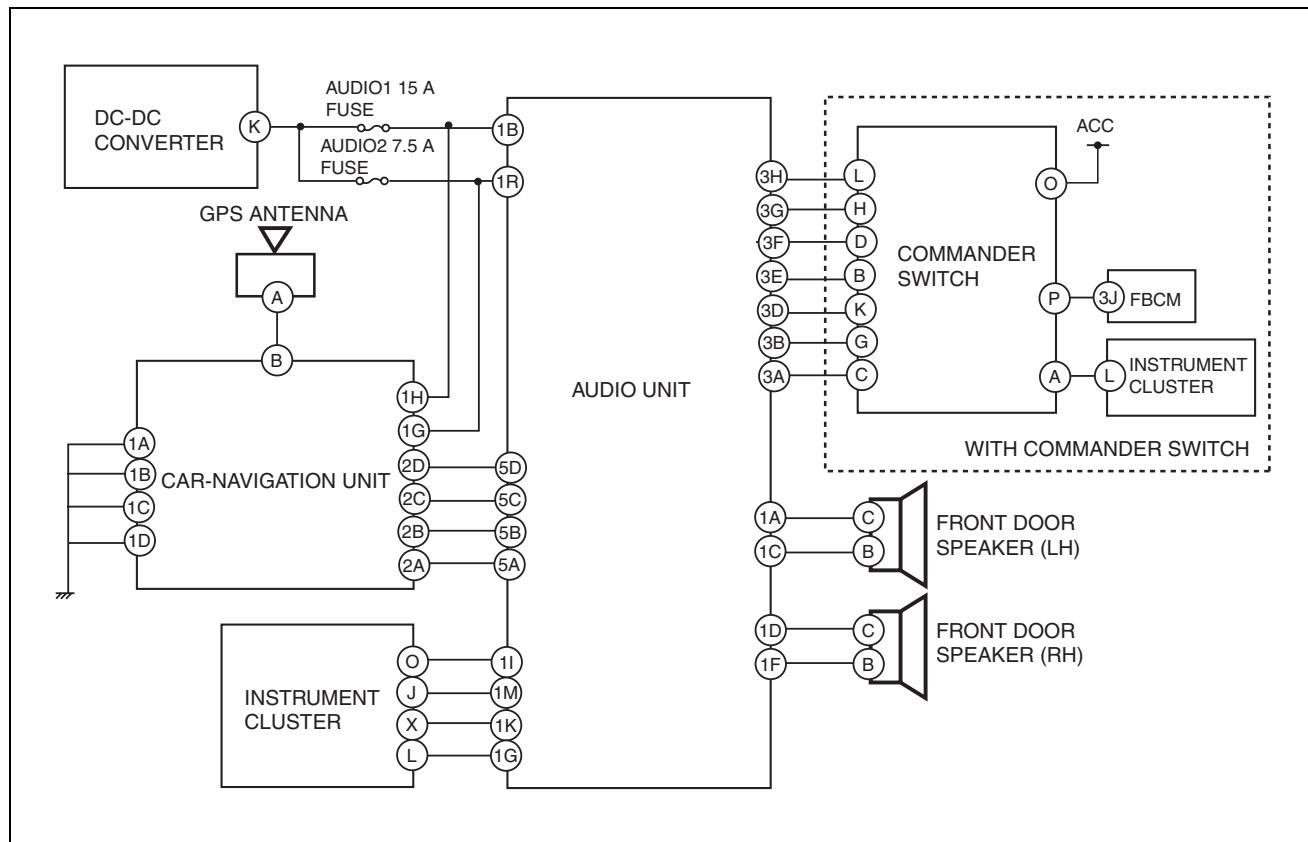 DC-DC
CONVERTER
K
AUDIO1 15 A
FUSE
AUDIO2 7.5 A
FUSE
1B
1R
GPS ANTENNA
A
B
CAR-NAVIGATION UNIT
1A
1B
1C
1D
1H
1G
2D
2C
2B
2A
5D
5C
5B
5A
INSTRUMENT
CLUSTER
O
J
X
L
1I
1M
1K
1G
AUDIO UNIT
3H
3G
3F
3E
3D
3B
3A
L
H
D
B
K
G
C
COMMANDER
SWITCH
ACC
O
P
3J
FBCM
A
L
INSTRUMENT
CLUSTER
WITH COMMANDER SWITCH
1A
1C
C
B
FRONT DOOR
SPEAKER (LH)
1D
1F
C
B
FRONT DOOR
SPEAKER (RH)